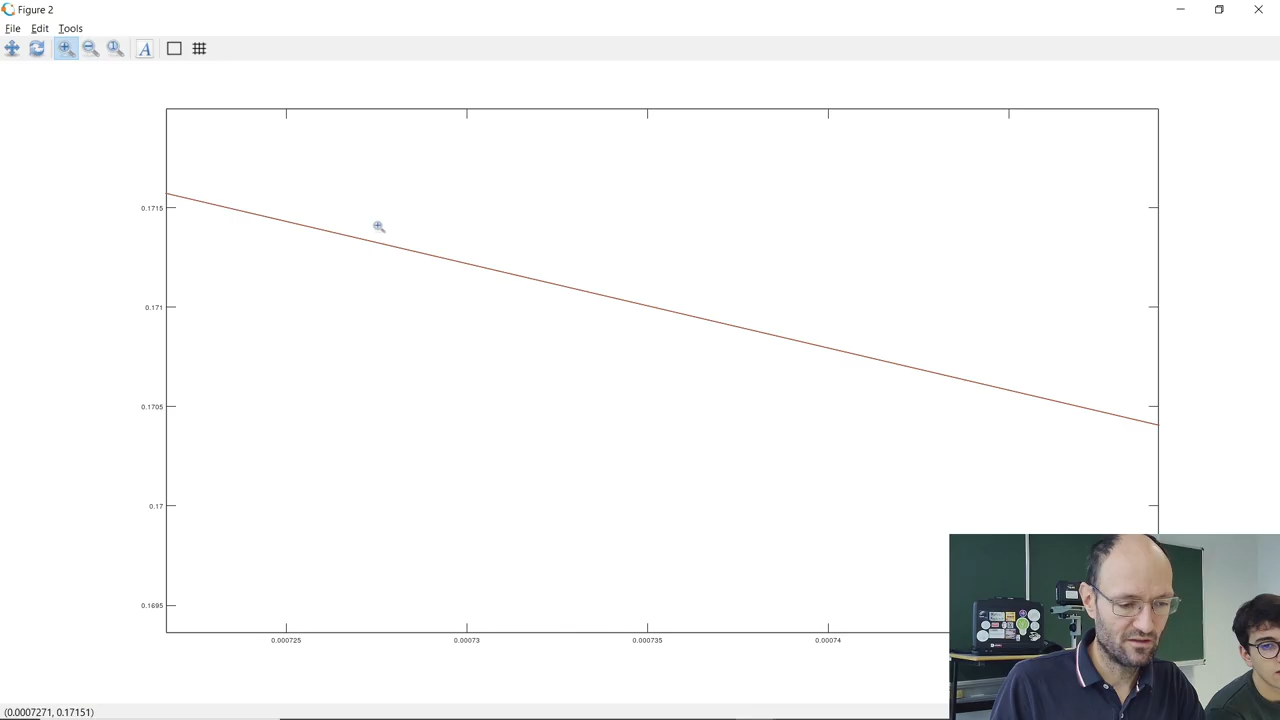 Figure 2
File Edit Tools
A
0.1715
0.171
0.1705
0.17
0.1695
0.000725 0.00073 0.000735 0.00074
(0.0007271, 0.17151)